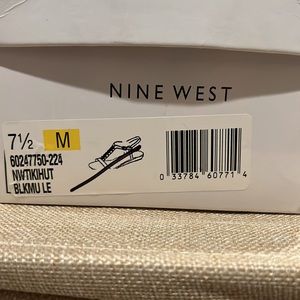 NINE WEST
7½ M
60247750-224
NWTIKIHUT
BLKMU LE
0 33784 60771 4